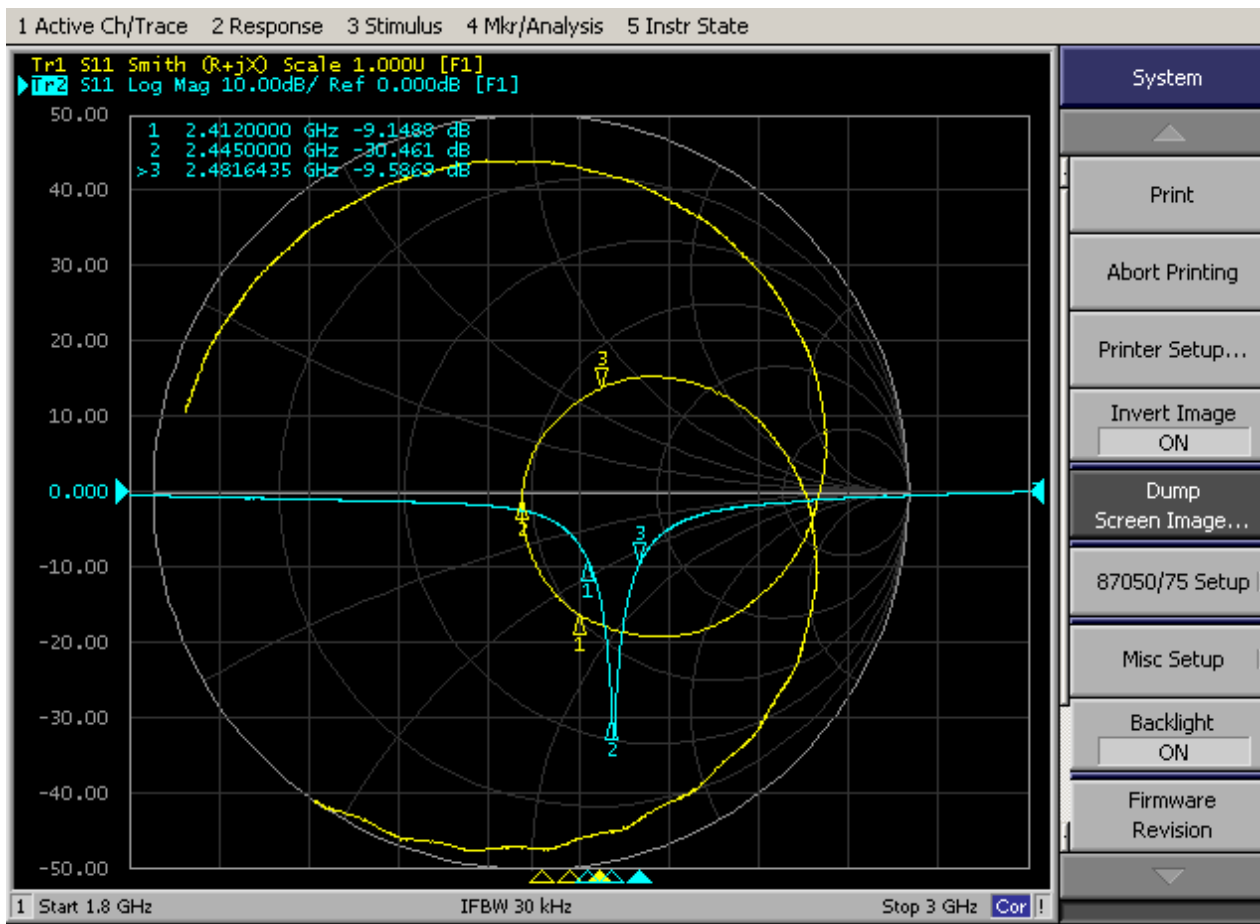 1 Active Ch/Trace 2 Response 3 Stimulus 4 Mkr/Analysis 5 Instr State
Tr1 S11 Smith (R+jX) Scale 1.000U [F1]
Tr2 S11 Log Mag 10.00dB/ Ref 0.000dB [F1]
50.00
40.00
30.00
20.00
10.00
0.000
-10.00
-20.00
-30.00
-40.00
-50.00
1 2.4120000 GHz -9.1488 dB
2 2.4450000 GHz -30.461 dB
>3 2.4816435 GHz -9.5869 dB
3
2
1
3
1
2
System
Print
Abort Printing
Printer Setup...
Invert Image
ON
Dump
Screen Image...
87050/75 Setup
Misc Setup
Backlight
ON
Firmware
Revision
1 Start 1.8 GHz IFBW 30 kHz Stop 3 GHz Cor !